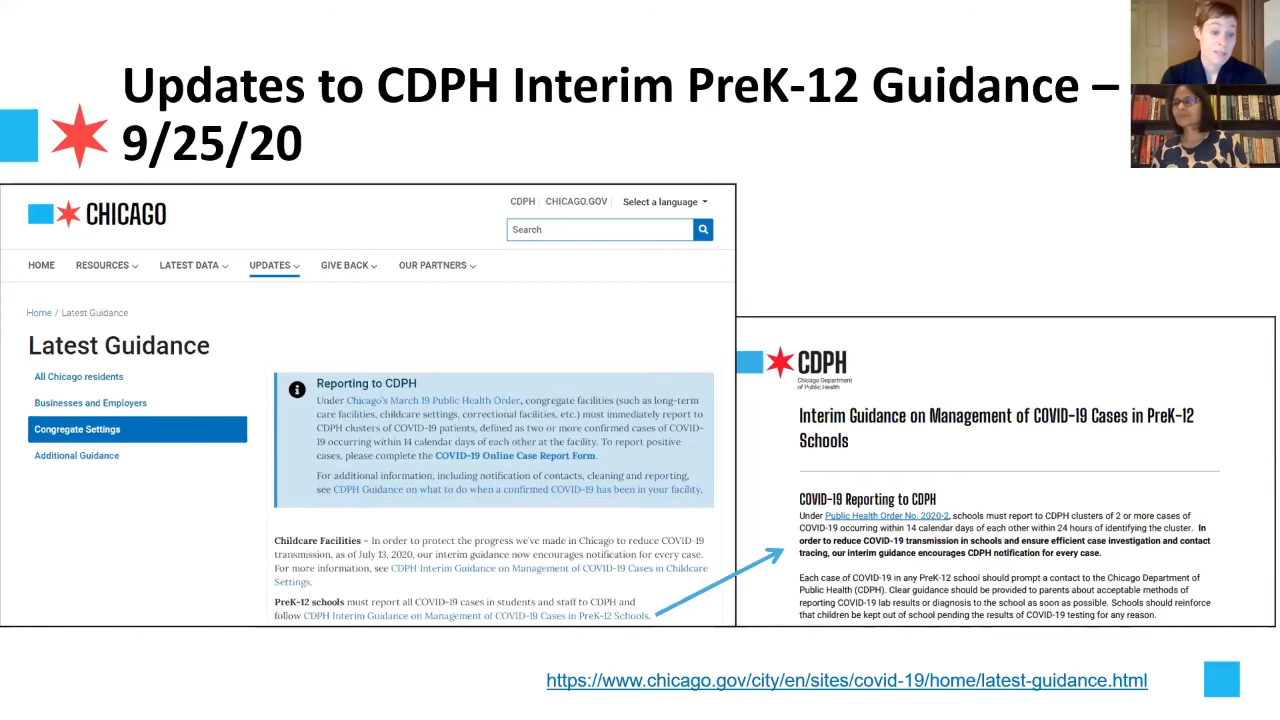 Updates to CDPH Interim PreK-12 Guidance –
9/25/20
CHICAGO
CDPH | CHICAGO.GOV | Select a language
Search
HOME RESOURCES LATEST DATA UPDATES GIVE BACK OUR PARTNERS
Home / Latest Guidance
Latest Guidance
All Chicago residents
Businesses and Employers
Congregate Settings
Additional Guidance
Reporting to CDPH
Under Chicago's March 19 Public Health Order, congregate facilities (such as long-term
care facilities, childcare settings, correctional facilities, etc.) must immediately report to
CDPH clusters of COVID-19 patients, defined as two or more confirmed cases of COVID-
19 occurring within 14 calendar days of each other at the facility. To report positive
cases, please complete the COVID-19 Online Case Report Form.
For additional information, including notification of contacts, cleaning and reporting,
see CDPH Guidance on what to do when a confirmed COVID-19 has been in your facility.
Childcare Facilities – In order to protect the progress we've made in Chicago to reduce COVID-19
transmission, as of July 13, 2020, our interim guidance now encourages notification for every case.
For more information, see CDPH Interim Guidance on Management of COVID-19 Cases in Childcare
Settings.
PreK-12 schools must report all COVID-19 cases in students and staff to CDPH and
follow CDPH Interim Guidance on Management of COVID-19 Cases in PreK-12 Schools.
CDPH
Chicago Department
of Public Health
Interim Guidance on Management of COVID-19 Cases in PreK-12
Schools
COVID-19 Reporting to CDPH
Under Public Health Order No. 2020-2, schools must report to CDPH clusters of 2 or more cases of
COVID-19 occurring within 14 calendar days of each other within 24 hours of identifying the cluster. In
order to reduce COVID-19 transmission in schools and ensure efficient case investigation and contact
tracing, our interim guidance encourages CDPH notification for every case.
Each case of COVID-19 in any PreK-12 school should prompt a contact to the Chicago Department of
Public Health (CDPH). Clear guidance should be provided to parents about acceptable methods of
reporting COVID-19 lab results or diagnosis to the school as soon as possible. Schools should reinforce
that children be kept out of school pending the results of COVID-19 testing for any reason.
https://www.chicago.gov/city/en/sites/covid-19/home/latest-guidance.html